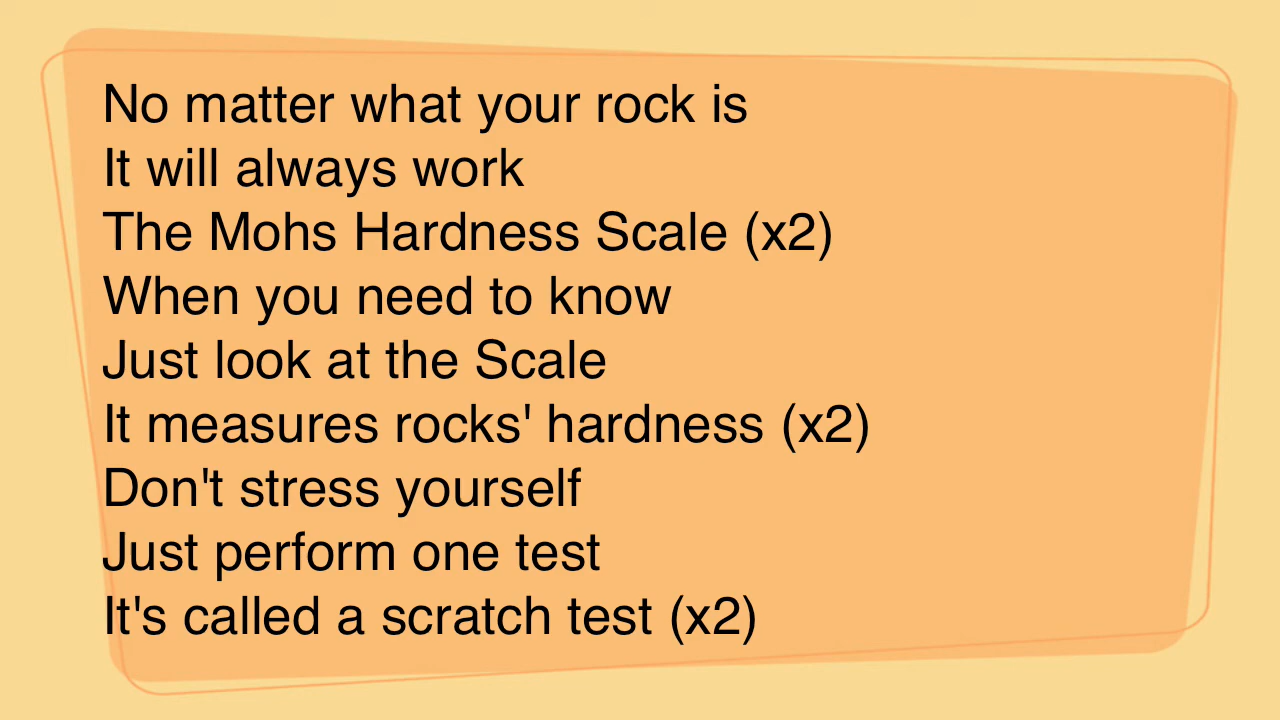 No matter what your rock is
It will always work
The Mohs Hardness Scale (x2)
When you need to know
Just look at the Scale
It measures rocks' hardness (x2)
Don't stress yourself
Just perform one test
It's called a scratch test (x2)